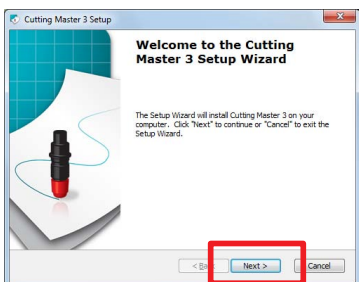 Cutting Master 3 Setup
Welcome to the Cutting
Master 3 Setup Wizard
The Setup Wizard will install Cutting Master 3 on your
computer. Click "Next" to continue or "Cancel" to exit the
Setup Wizard.
Next >
Cancel